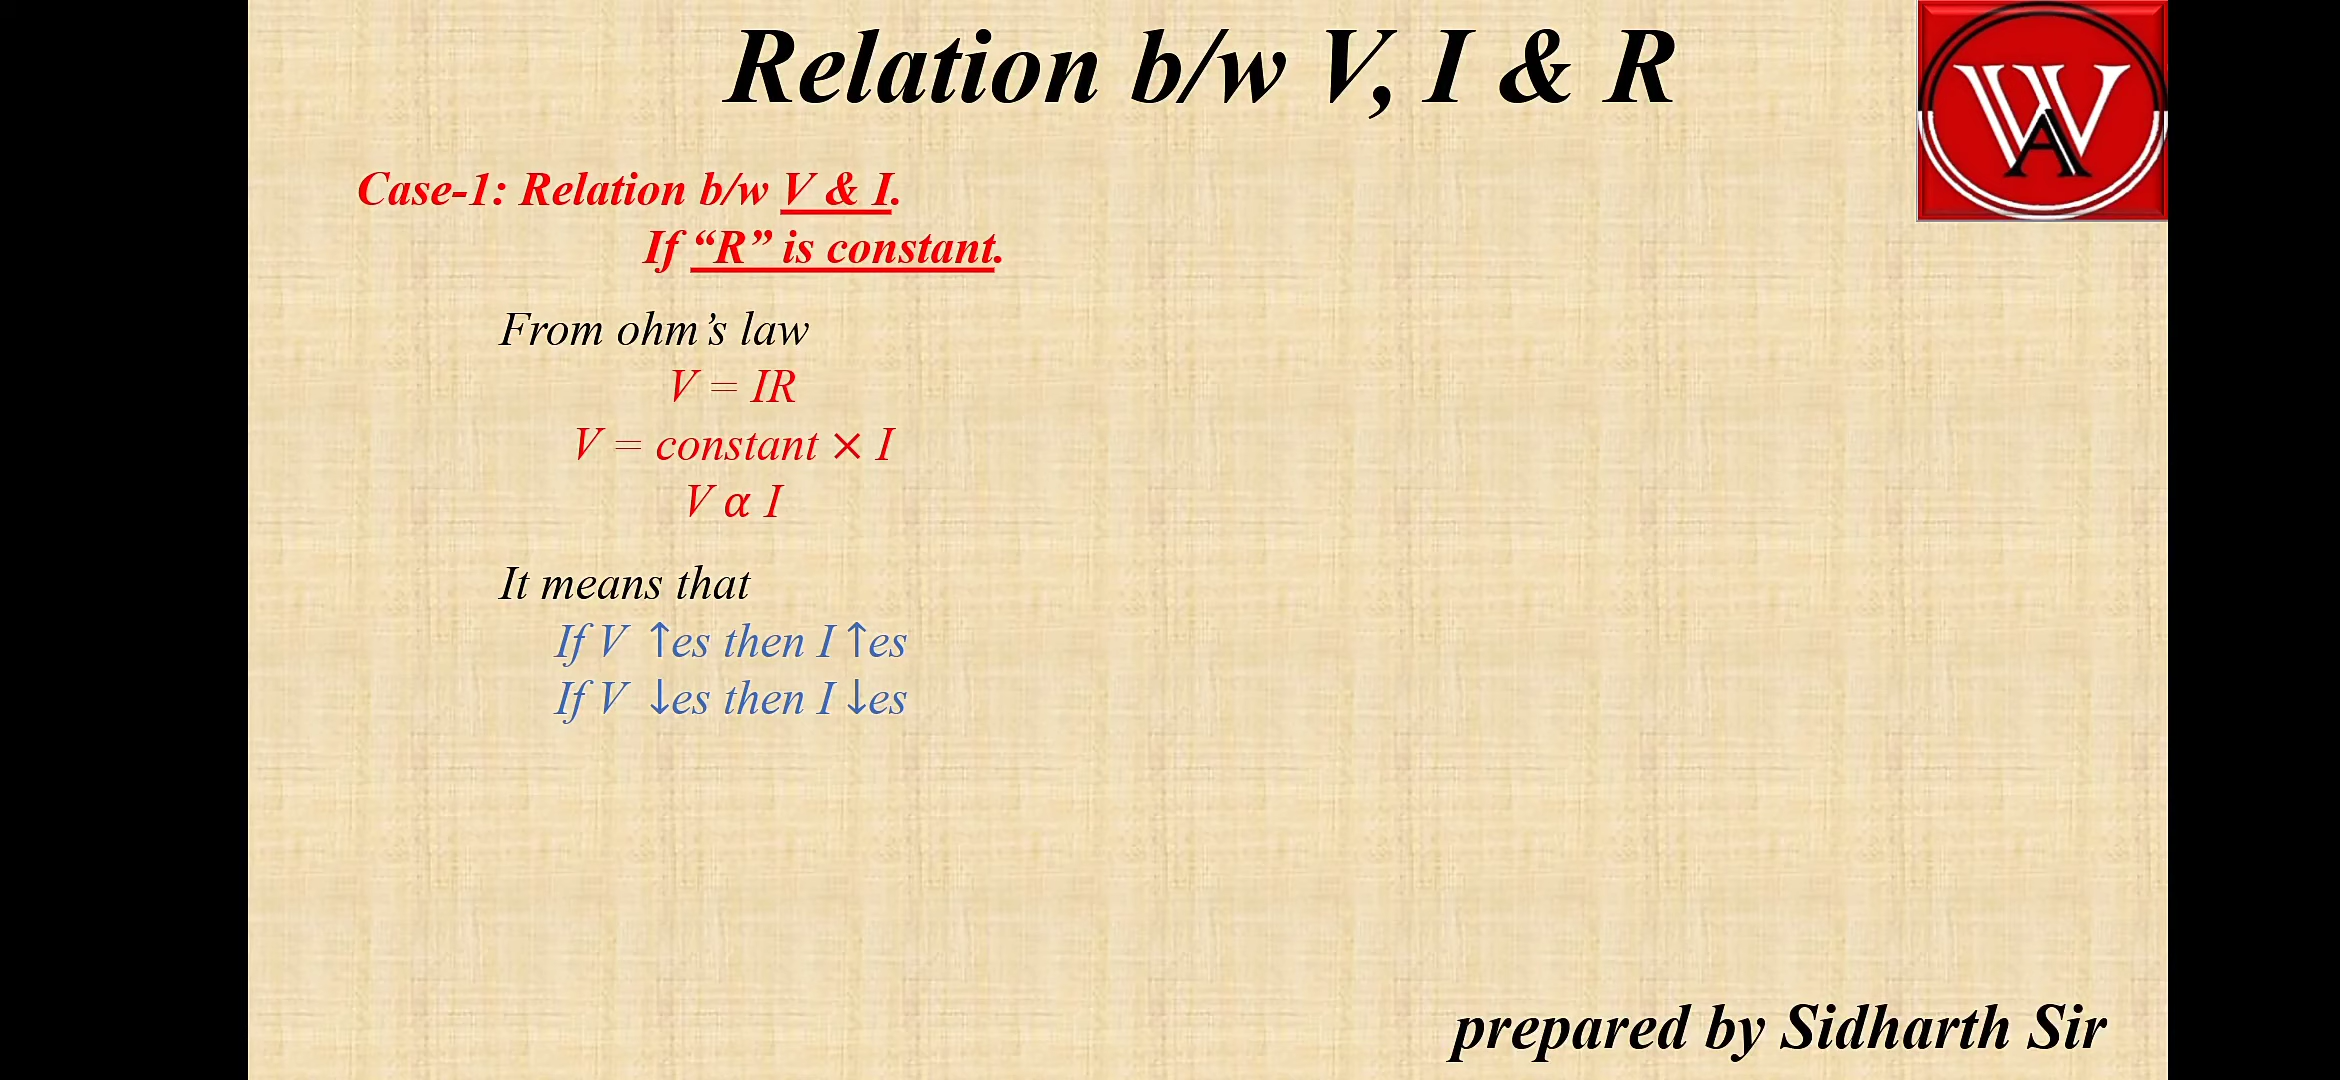 Relation b/w V, I & R
WA
Case-1: Relation b/w V & I.
If “R” is constant.
From ohm’s law
V = IR
V = constant × I
V α I
It means that
If V ↑es then I ↑es
If V ↓es then I ↓es
prepared by Sidharth Sir